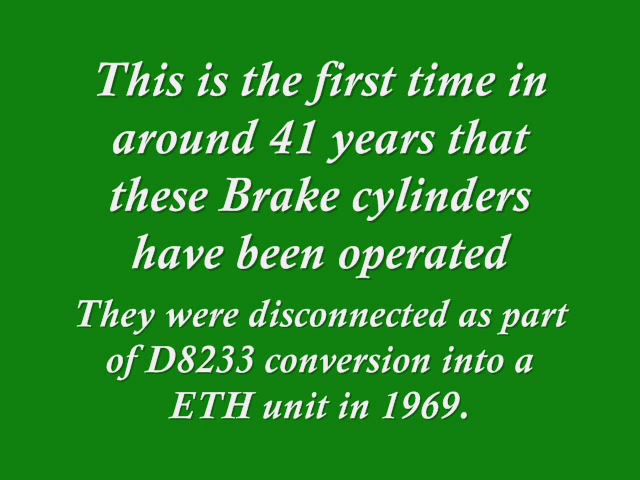 This is the first time in
around 41 years that
these Brake cylinders
have been operated
They were disconnected as part
of D8233 conversion into a
ETH unit in 1969.